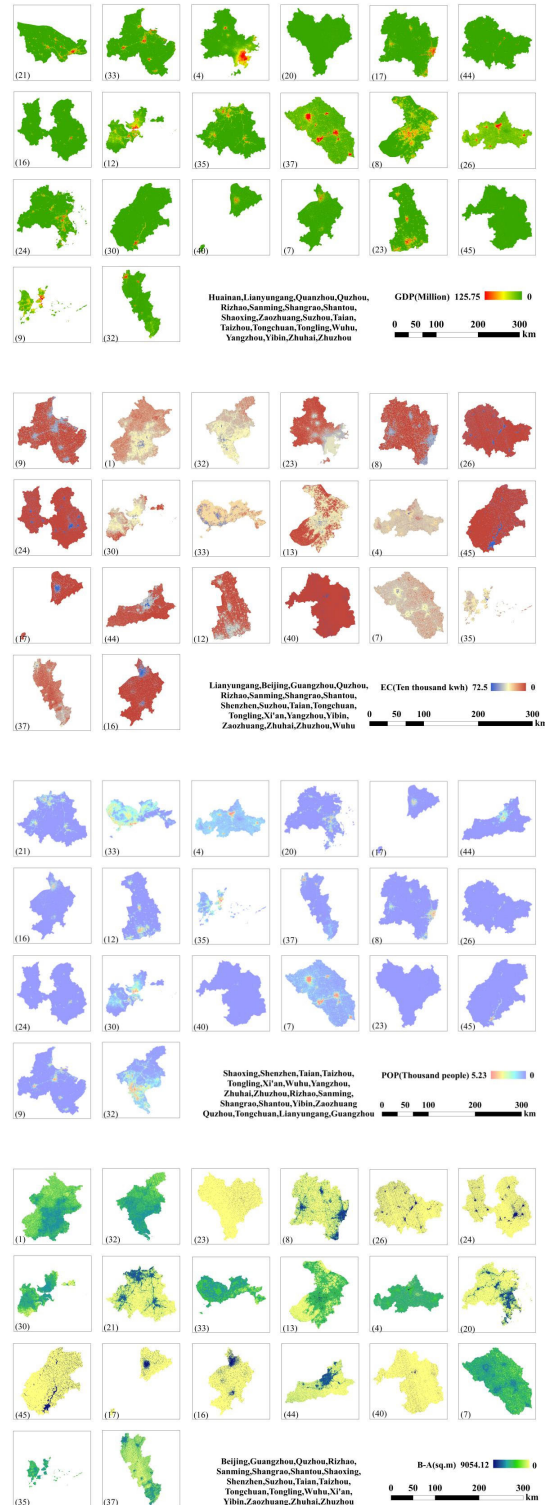 (21) (33) (4) (20) (17) (44)
(16) (12) (35) (37) (8) (26)
(24) (30) (40) (7) (23) (45)
(9) (32)
Huainan,Lianyungang,Quanzhou,Quzhou,
Rizhao,Sanming,Shangrao,Shantou,
Shaoxing,Zaozhuang,Suzhou,Taian,
Taizhou,Tongchuan,Tongling,Wuhu,
Yangzhou,Yibin,Zhuhai,Zhuzhou
GDP(Million) 125.75 0
0 100 200 300
km
(9) (1) (32) (23) (8) (26)
(24) (30) (33) (13) (4) (45)
(17) (44) (12) (40) (7) (35)
(37) (16)
Lianyungang,Beijing,Guangzhou,Quzhou,
Rizhao,Sanming,Shangrao,Shantou,
Shenzhen,Suzhou,Taian,Tongchuan,
Tongling,Xi'an,Yangzhou,Yibin,
Zaozhuang,Zhuhai,Zhuzhou,Wuhu
EC(Ten thousand kwh) 72.5 0
0 100 200 300
km
(21) (33) (4) (20) (17) (44)
(16) (12) (35) (37) (8) (26)
(24) (30) (40) (7) (23) (45)
(9) (32)
Shaoxing,Shenzhen,Taian,Taizhou,
Tongling,Xi'an,Wuhu,Yangzhou,
Zhuhai,Zhuzhou,Rizhao,Sanming,
Shangrao,Shantou,Yibin,Zaozhuang
Quzhou,Tongchuan,Lianyungang,Guangzhou
POP(Thousand people) 5.23 0
0 100 200 300
km
(1) (32) (23) (8) (26) (24)
(30) (21) (33) (13) (4) (20)
(45) (17) (16) (44) (40) (7)
(35) (37)
Beijing,Guangzhou,Quzhou,Rizhao,
Sanming,Shangrao,Shantou,Shaoxing,
Shenzhen,Suzhou,Taian,Taizhou,
Tongchuan,Tongling,Wuhu,Xi'an,
Yibin,Zaozhuang,Zhuhai,Zhuzhou
B-A(sq.m) 9054.12 0
0 100 200 300
km